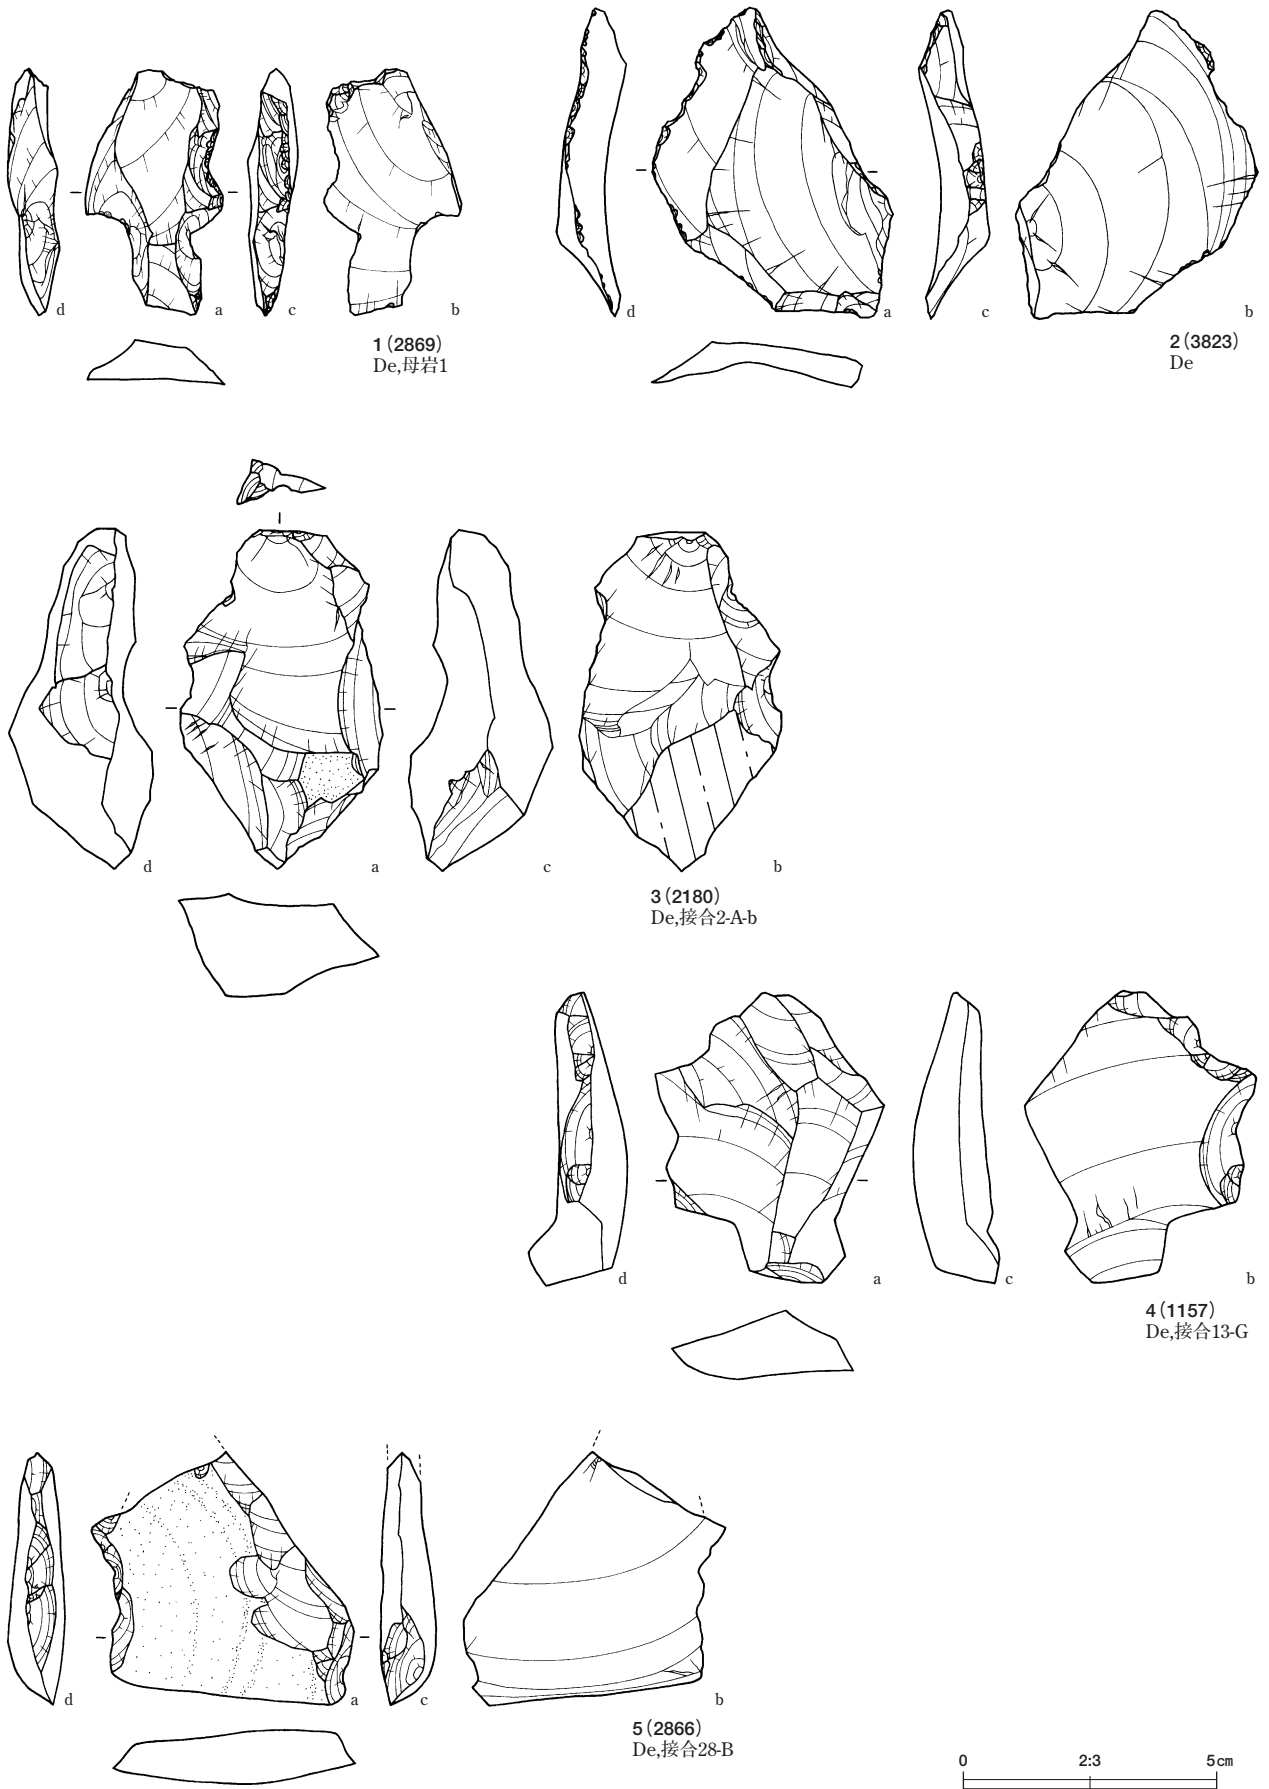 d
a
c
b
1(2869)
De,母岩1
d
a
c
b
2(3823)
De
d
a
c
b
3(2180)
De,接合2-A-b
d
a
c
b
4(1157)
De,接合13-G
d
a
c
b
5(2866)
De,接合28-B
0 2:3 5cm